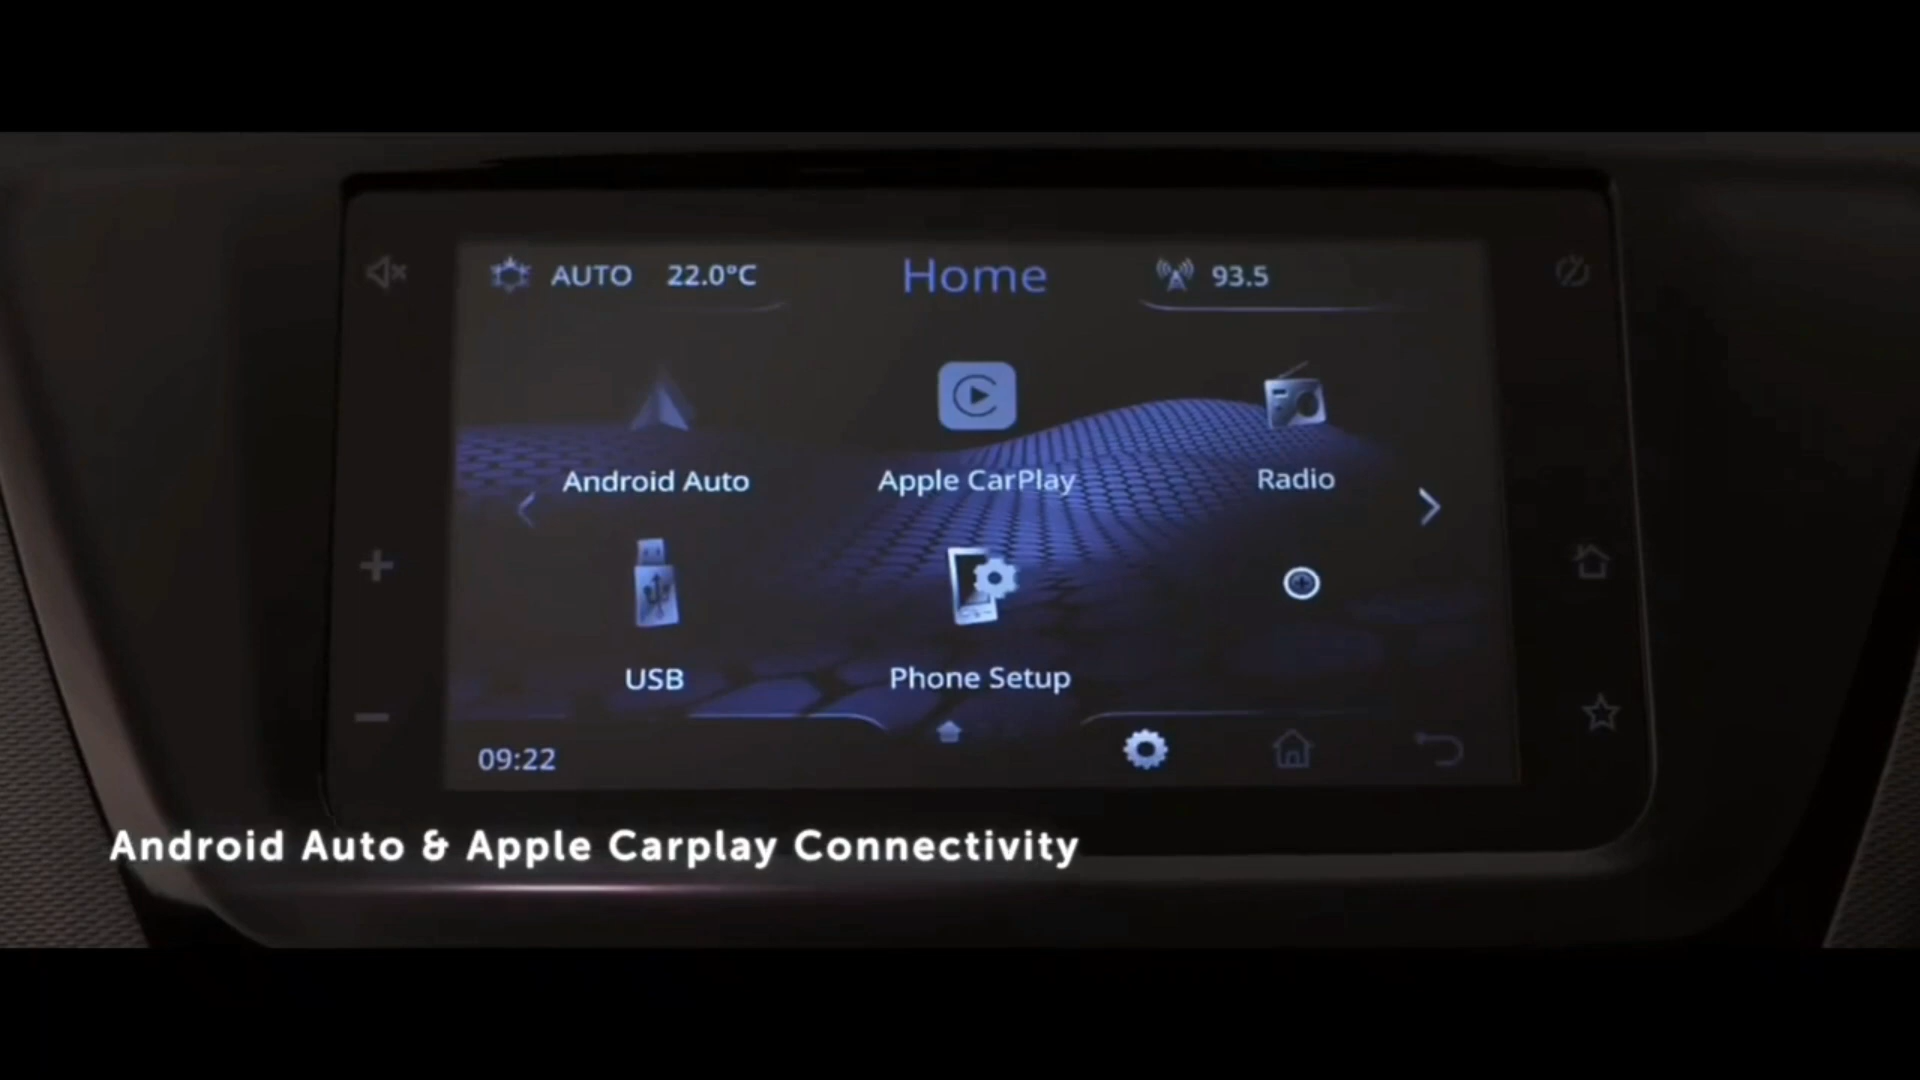 AUTO 22.0°C Home 93.5
Android Auto Apple CarPlay Radio
USB Phone Setup
09:22
Android Auto & Apple Carplay Connectivity